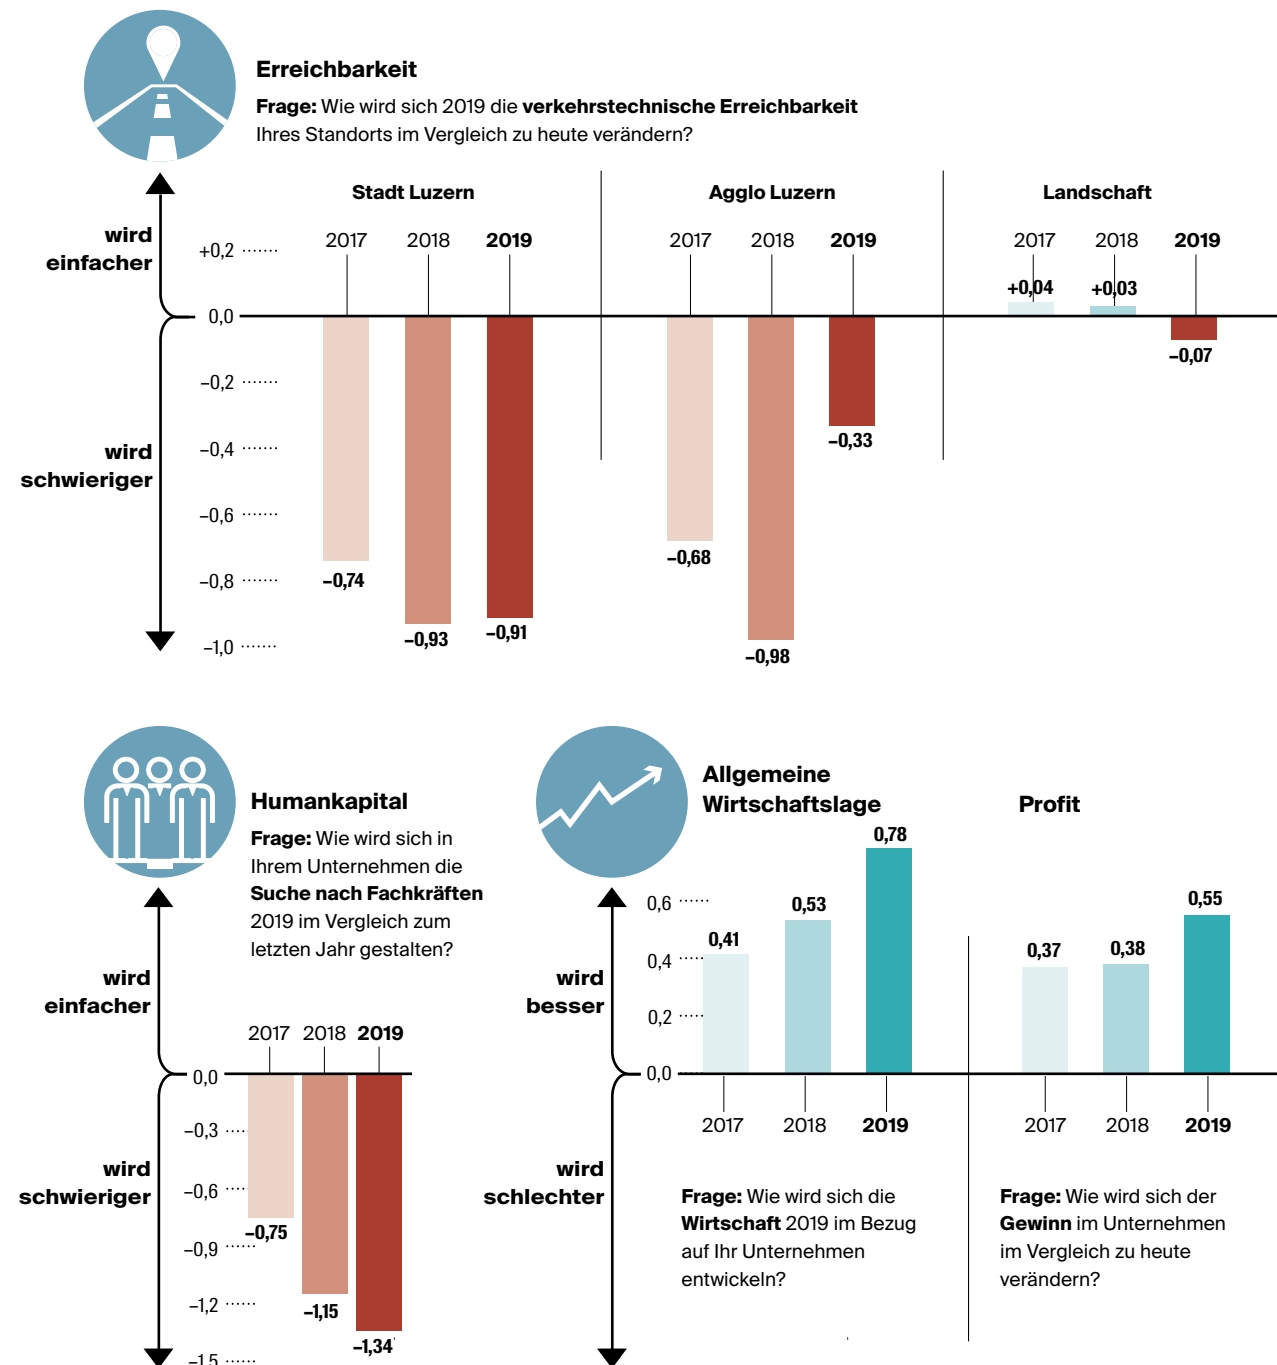 Erreichbarkeit
Frage: Wie wird sich 2019 die verkehrstechnische Erreichbarkeit
Ihres Standorts im Vergleich zu heute verändern?
Stadt Luzern
Agglo Luzern
Landschaft
wird
einfacher
wird
schwieriger
+0,2
0,0
–0,2
–0,4
–0,6
–0,8
–1,0
2017 2018 2019
–0,74
–0,93
–0,91
2017 2018 2019
–0,68
–0,98
–0,33
2017 2018 2019
+0,04
+0,03
–0,07
Humankapital
Frage: Wie wird sich in
Ihrem Unternehmen die
Suche nach Fachkräften
2019 im Vergleich zum
letzten Jahr gestalten?
wird
einfacher
wird
schwieriger
2017 2018 2019
0,0
–0,3
–0,6
–0,9
–1,2
–1,5
–0,75
–1,15
–1,34
Allgemeine
Wirtschaftslage
wird
besser
wird
schlechter
0,6
0,4
0,2
0,0
0,41
0,53
0,78
2017 2018 2019
Frage: Wie wird sich die
Wirtschaft 2019 im Bezug
auf Ihr Unternehmen
entwickeln?
Profit
0,37
0,38
0,55
2017 2018 2019
Frage: Wie wird sich der
Gewinn im Unternehmen
im Vergleich zu heute
verändern?